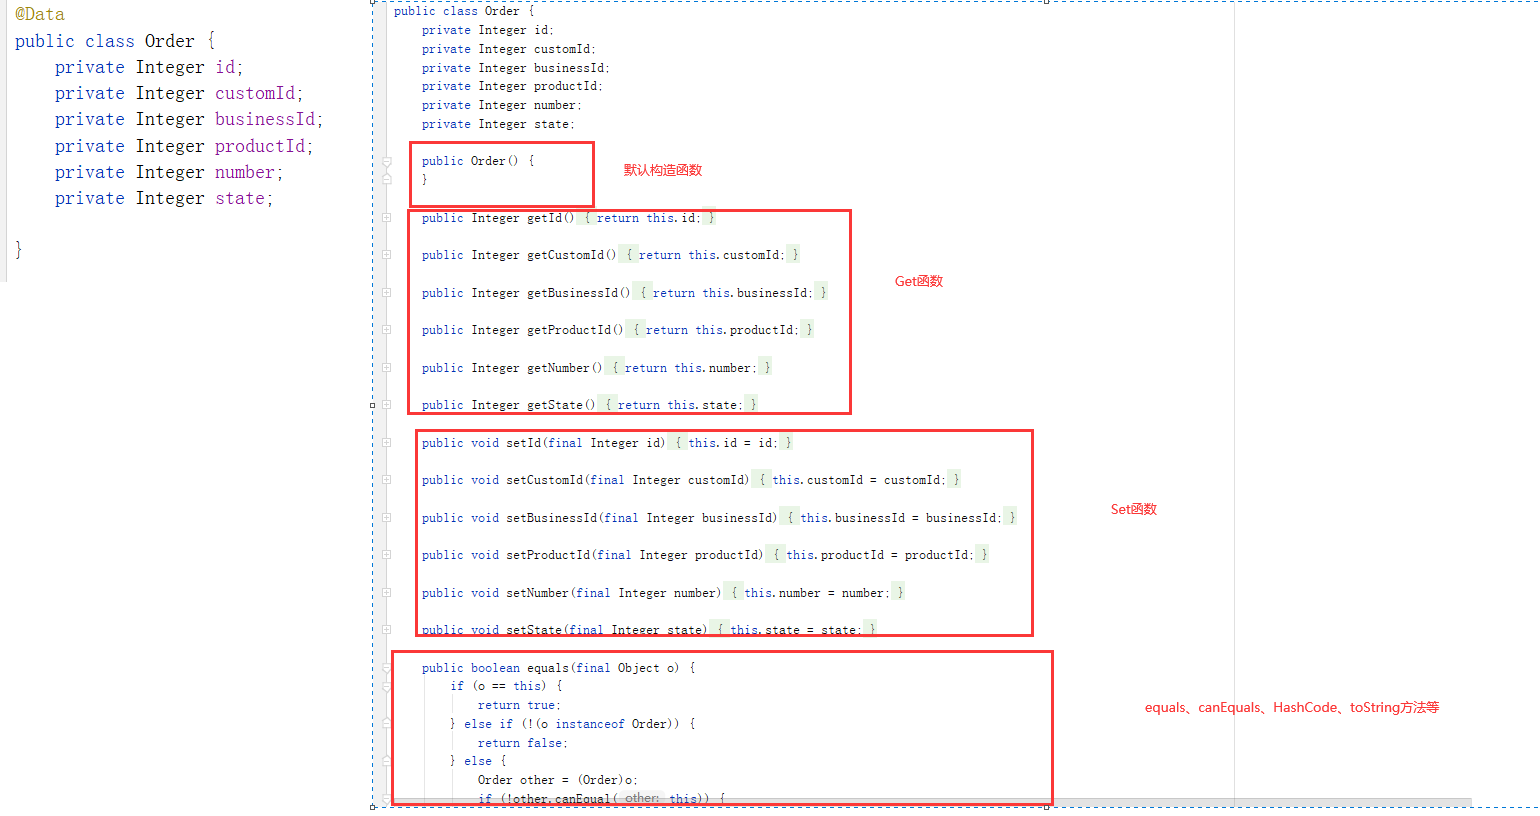 @Data
public class Order {
private Integer id;
private Integer customId;
private Integer businessId;
private Integer productId;
private Integer number;
private Integer state;
}
public class Order {
private Integer id;
private Integer customId;
private Integer businessId;
private Integer productId;
private Integer number;
private Integer state;
public Order() {
}
默认构造函数
public Integer getId() { return this.id; }
public Integer getCustomId() { return this.customId; }
public Integer getBusinessId() { return this.businessId; }
public Integer getProductId() { return this.productId; }
public Integer getNumber() { return this.number; }
public Integer getState() { return this.state; }
Get函数
public void setId(final Integer id) { this.id = id; }
public void setCustomId(final Integer customId) { this.customId = customId; }
public void setBusinessId(final Integer businessId) { this.businessId = businessId; }
public void setProductId(final Integer productId) { this.productId = productId; }
public void setNumber(final Integer number) { this.number = number; }
public void setState(final Integer state) { this.state = state; }
Set函数
public boolean equals(final Object o) {
if (o == this) {
return true;
} else if (!(o instanceof Order)) {
return false;
} else {
Order other = (Order)o;
if (!other.canEqual( other: this)) {
equals、canEquals、HashCode、toString方法等